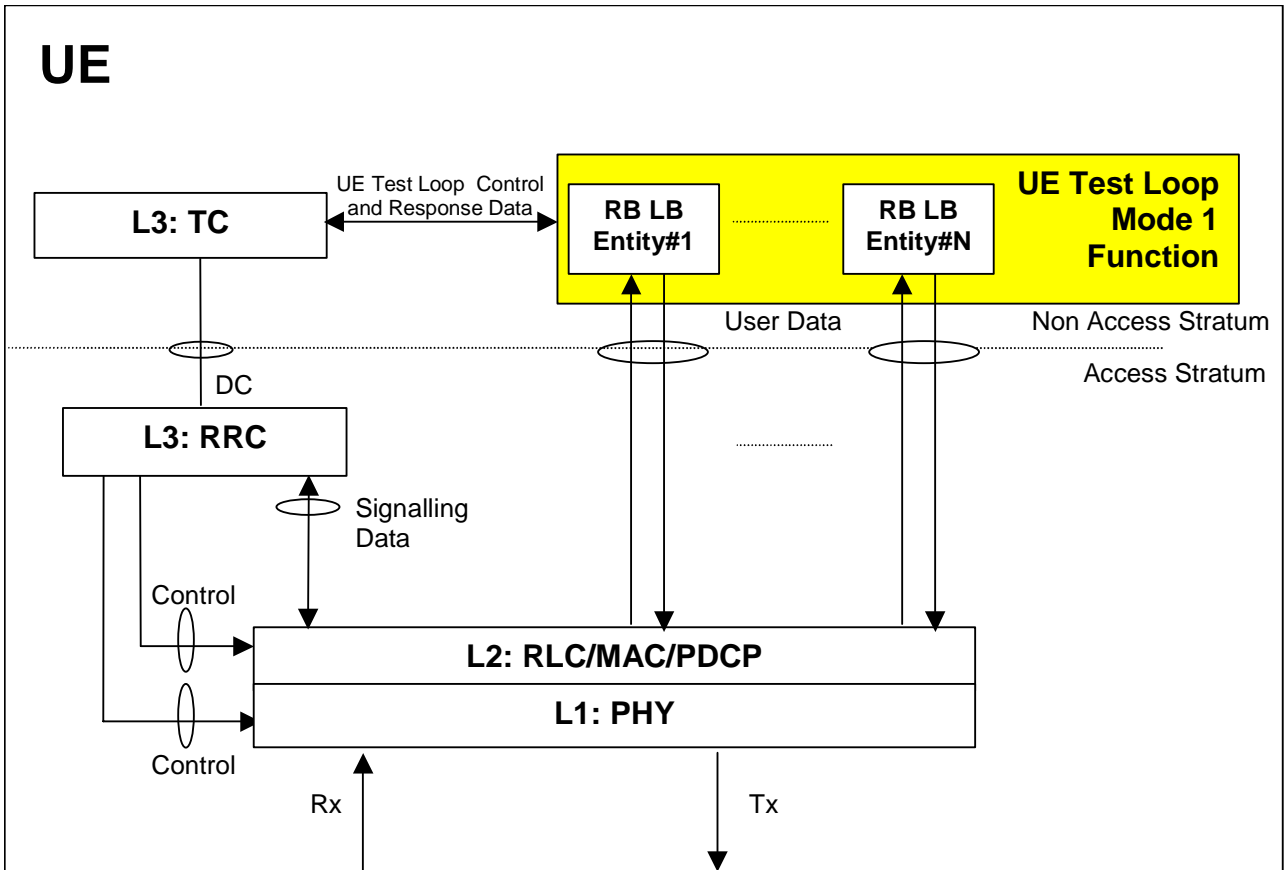 UE
UE Test Loop Control
and Response Data
L3: TC
RB LB
Entity#1
RB LB
Entity#N
UE Test Loop
Mode 1
Function
User Data
Non Access Stratum
DC
Access Stratum
L3: RRC
Signalling
Data
Control
L2: RLC/MAC/PDCP
L1: PHY
Control
Rx
Tx